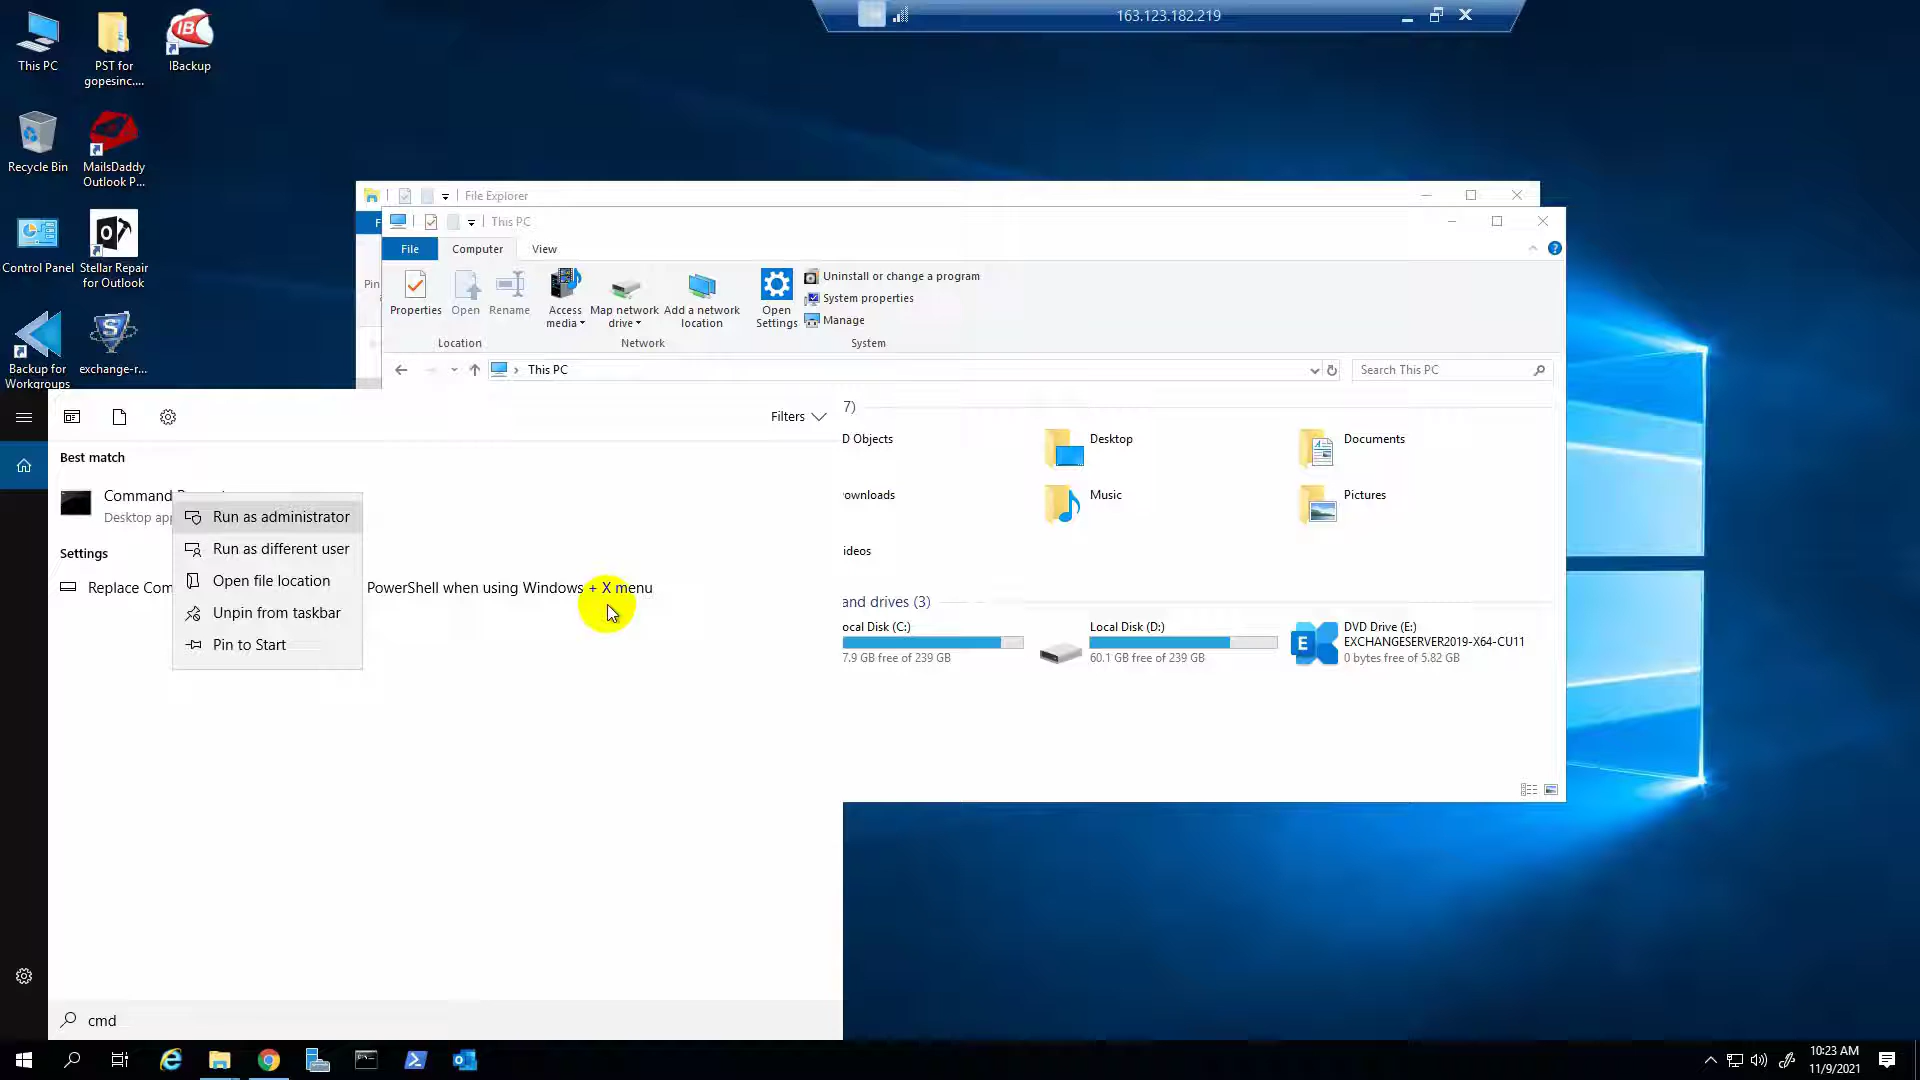 163.123.182.219
This PC
PST for
gopesinc....
IBackup
Recycle Bin
MailsDaddy
Outlook P...
Control Panel
Stellar Repair
for Outlook
Backup for
Workgroups
exchange-r...
File Explorer
This PC
File
Computer
View
Pin
Properties
Open
Rename
Access
media
Map network
drive
Add a network
location
Open
Settings
Uninstall or change a program
System properties
Manage
Location
Network
System
This PC
Search This PC
Filters
7)
D Objects
Desktop
Documents
ownloads
Music
Pictures
ideos
and drives (3)
ocal Disk (C:)
7.9 GB free of 239 GB
Local Disk (D:)
60.1 GB free of 239 GB
DVD Drive (E:)
EXCHANGESERVER2019-X64-CU11
0 bytes free of 5.82 GB
Best match
Command
Desktop app
Run as administrator
Run as different user
Open file location
Unpin from taskbar
Pin to Start
Settings
Replace Com PowerShell when using Windows + X menu
cmd
10:23 AM
11/9/2021